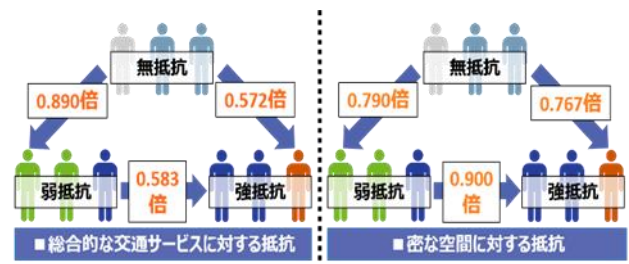 無抵抗
0.890倍
0.572倍
弱抵抗
0.583
倍
強抵抗
■総合的な交通サービスに対する抵抗
無抵抗
0.790倍
0.767倍
弱抵抗
0.900
倍
強抵抗
■密な空間に対する抵抗